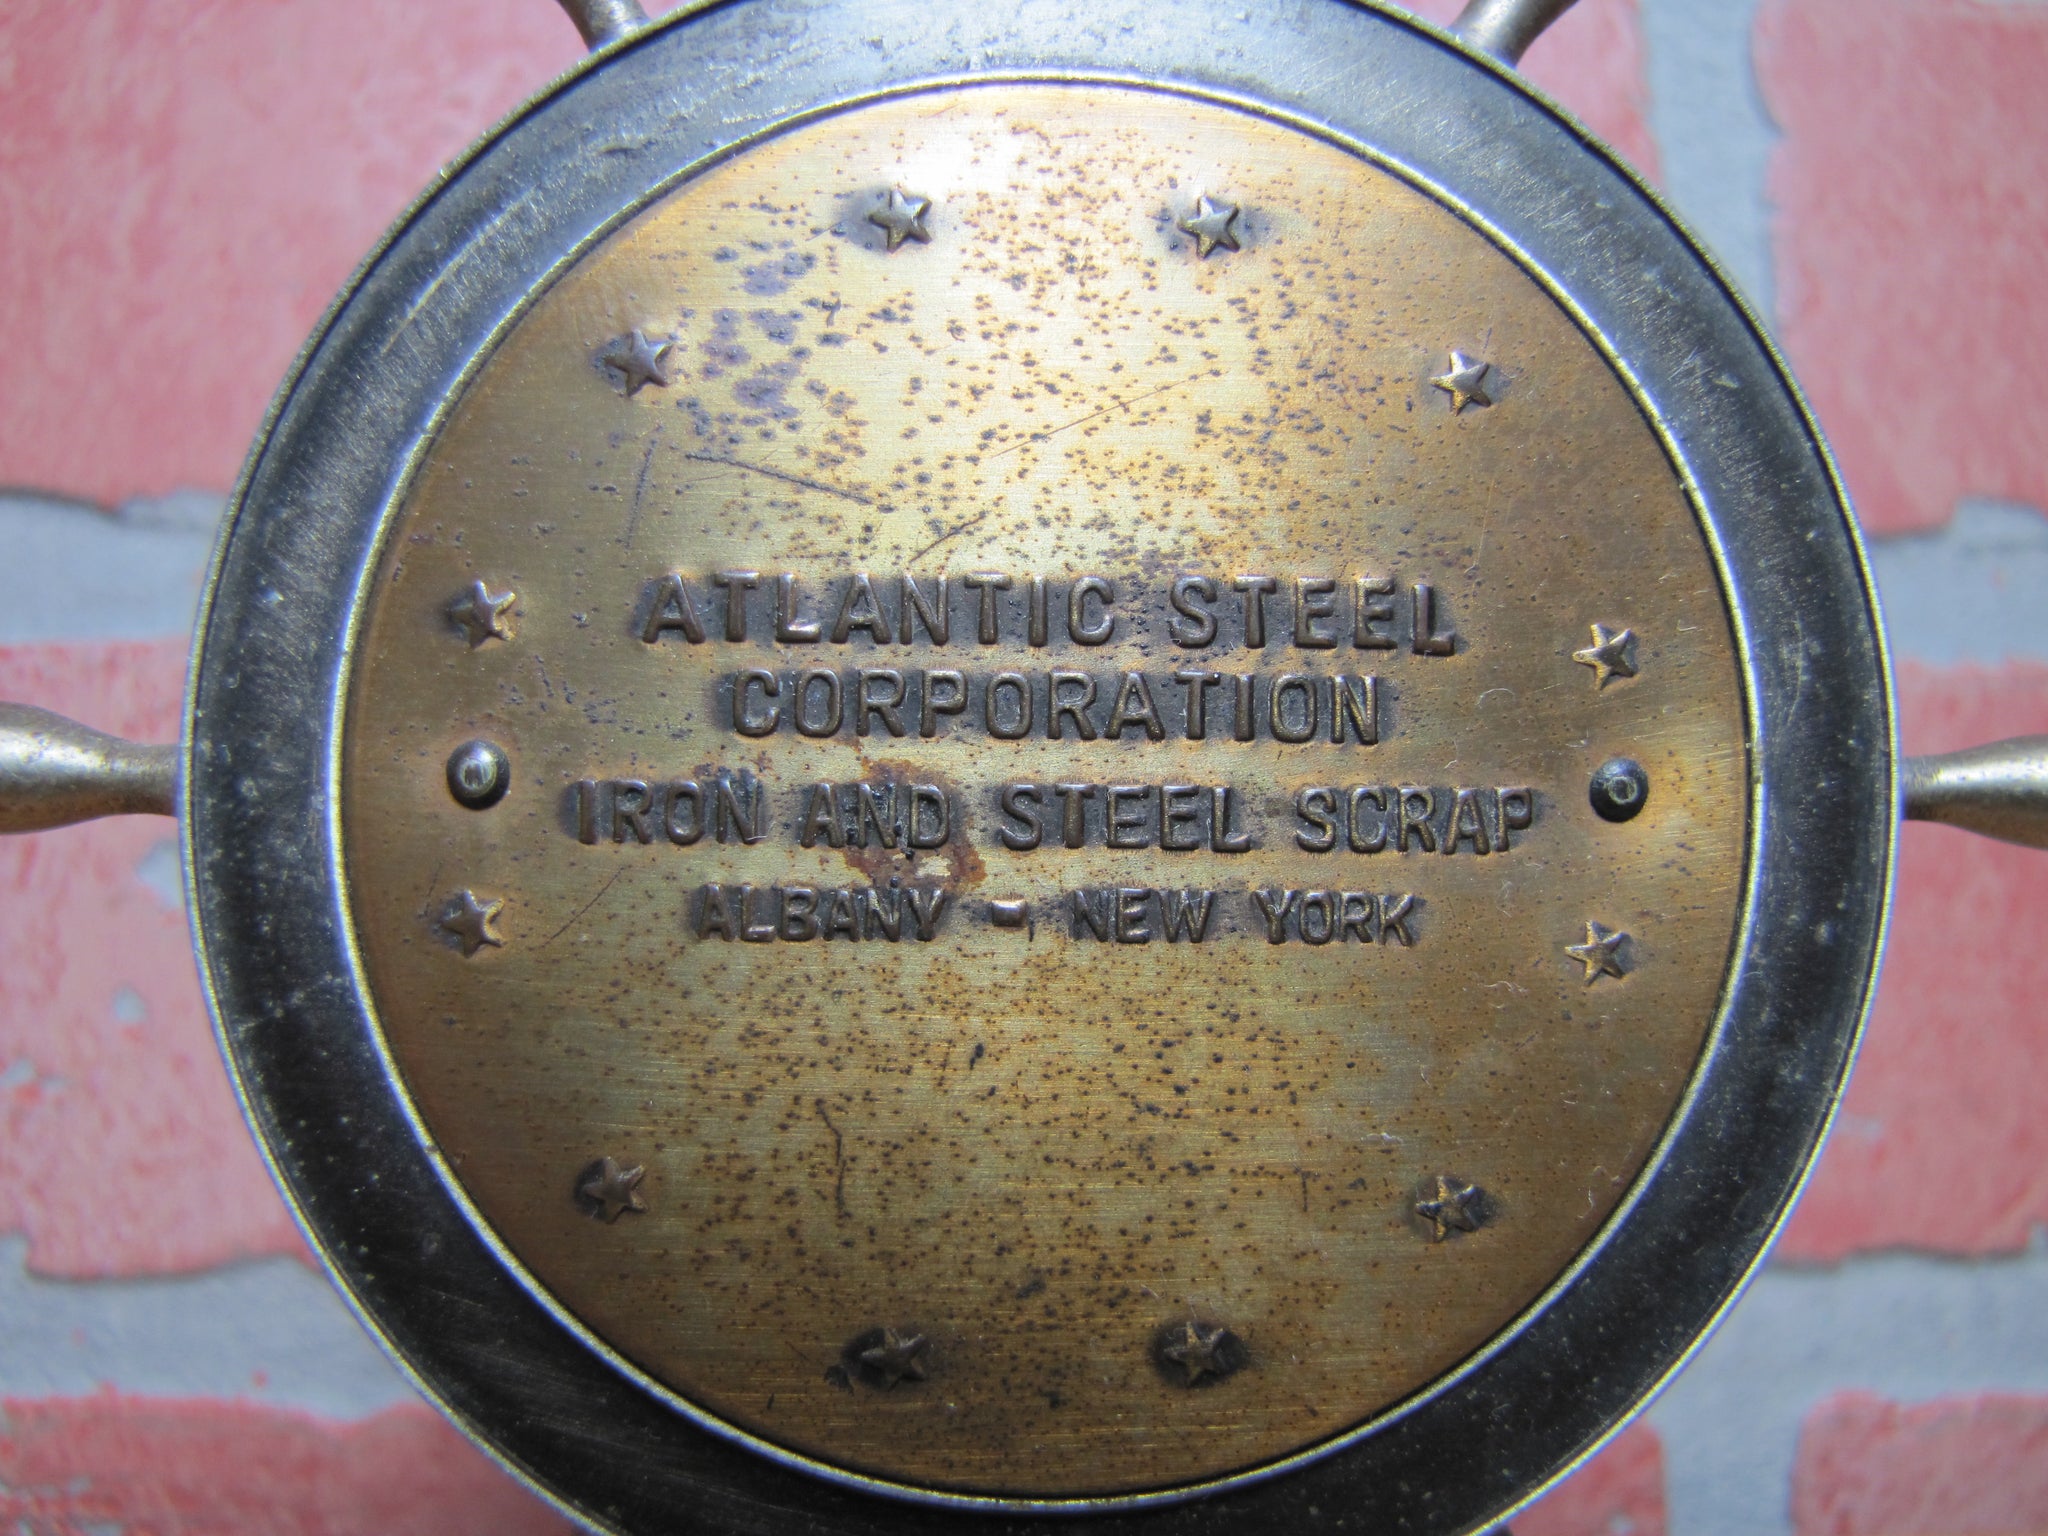 ATLANTIC STEEL
CORPORATION
IRON AND STEEL SCRAP
ALBANY - NEW YORK